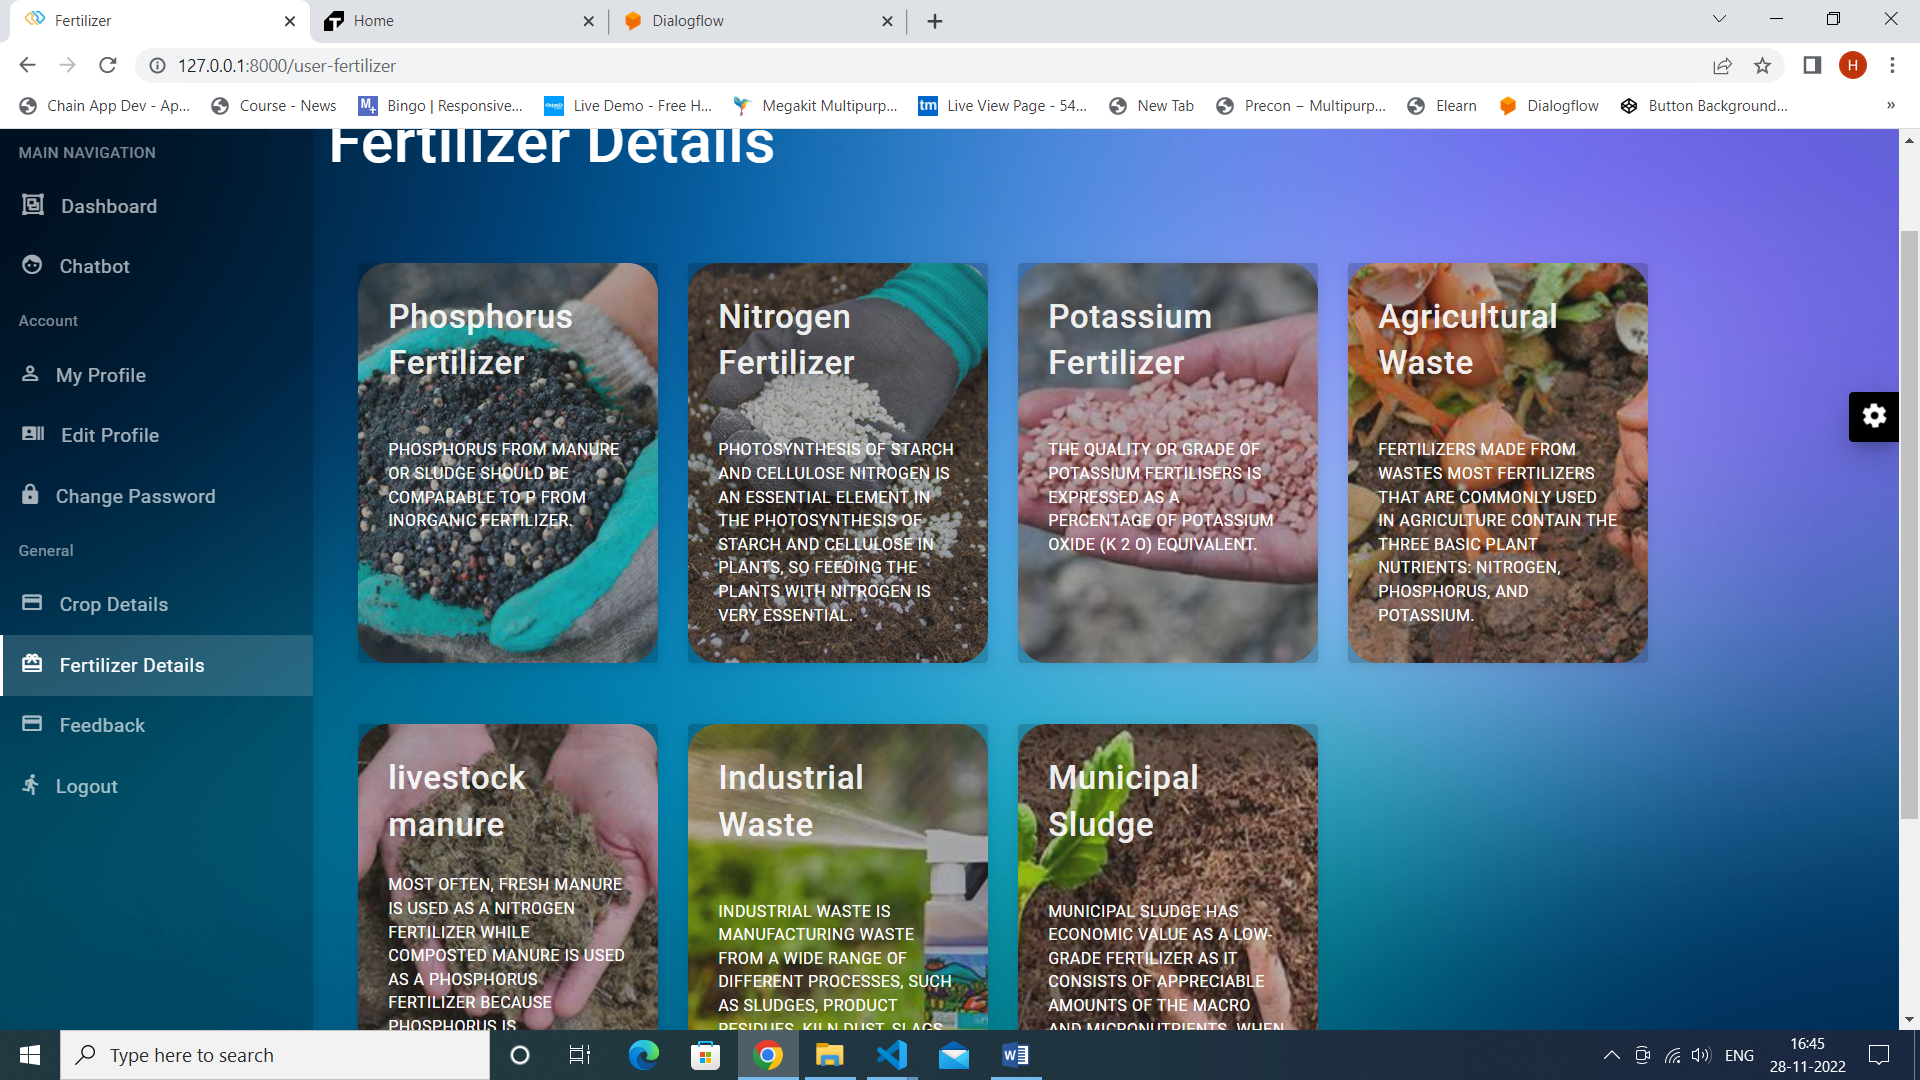 Fertilizer
Home
Dialogflow
127.0.0.1:8000/user-fertilizer
H
Chain App Dev - Ap...
Course - News
Bingo | Responsive...
Live Demo - Free H...
Megakit Multipurp...
tm
Live View Page - 54...
New Tab
Precon – Multipurp...
Elearn
Dialogflow
Button Background...
»
MAIN NAVIGATION
Dashboard
Chatbot
Account
My Profile
Edit Profile
Change Password
General
Crop Details
Fertilizer Details
Feedback
Logout
Fertilizer Details
Phosphorus
Fertilizer
PHOSPHORUS FROM MANURE
OR SLUDGE SHOULD BE
COMPARABLE TO P FROM
INORGANIC FERTILIZER.
Nitrogen
Fertilizer
PHOTOSYNTHESIS OF STARCH
AND CELLULOSE NITROGEN IS
AN ESSENTIAL ELEMENT IN
THE PHOTOSYNTHESIS OF
STARCH AND CELLULOSE IN
PLANTS, SO FEEDING THE
PLANTS WITH NITROGEN IS
VERY ESSENTIAL.
Potassium
Fertilizer
THE QUALITY OR GRADE OF
POTASSIUM FERTILISERS IS
EXPRESSED AS A
PERCENTAGE OF POTASSIUM
OXIDE (K 2 O) EQUIVALENT.
Agricultural
Waste
FERTILIZERS MADE FROM
WASTES MOST FERTILIZERS
THAT ARE COMMONLY USED
IN AGRICULTURE CONTAIN THE
THREE BASIC PLANT
NUTRIENTS: NITROGEN,
PHOSPHORUS, AND
POTASSIUM.
livestock
manure
MOST OFTEN, FRESH MANURE
IS USED AS A NITROGEN
FERTILIZER WHILE
COMPOSTED MANURE IS USED
AS A PHOSPHORUS
FERTILIZER BECAUSE
PHOSPHORUS IS
Industrial
Waste
INDUSTRIAL WASTE IS
MANUFACTURING WASTE
FROM A WIDE RANGE OF
DIFFERENT PROCESSES, SUCH
AS SLUDGES, PRODUCT
RESIDUES, KILN DUST, SLAGS,
Municipal
Sludge
MUNICIPAL SLUDGE HAS
ECONOMIC VALUE AS A LOW-
GRADE FERTILIZER AS IT
CONSISTS OF APPRECIABLE
AMOUNTS OF THE MACRO
AND MICRONUTRIENTS. WHEN
Type here to search
ENG
16:45
28-11-2022